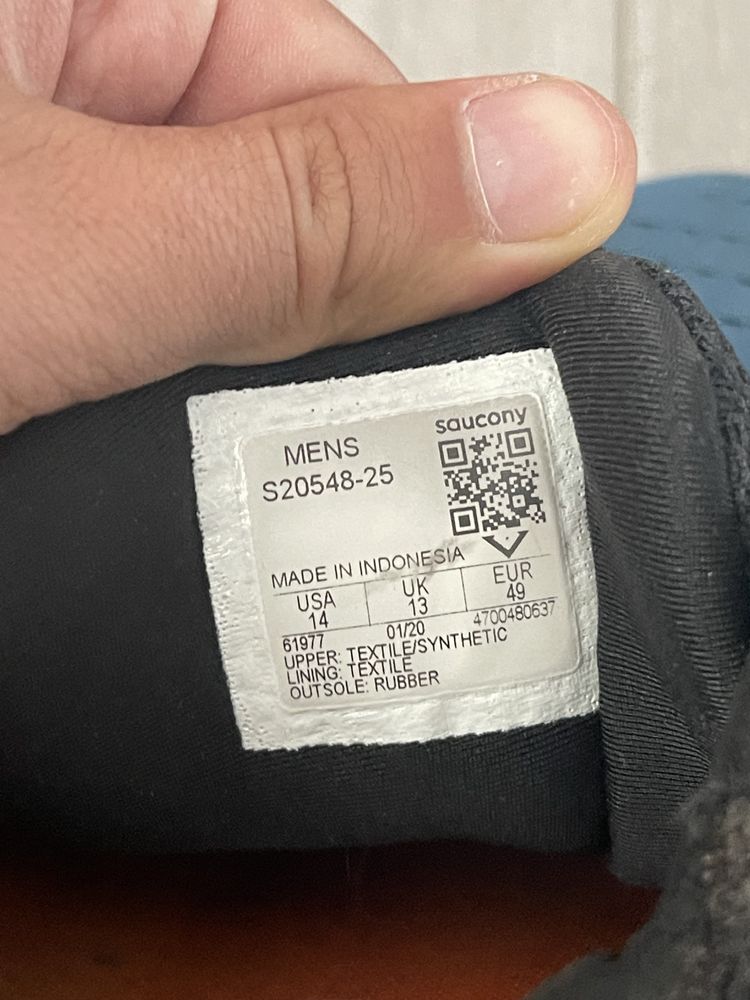 saucony
MENS
S20548-25
MADE IN INDONESIA
USA UK EUR
14 13 49
61977 01/20 4700480637
UPPER: TEXTILE/SYNTHETIC
LINING: TEXTILE
OUTSOLE: RUBBER